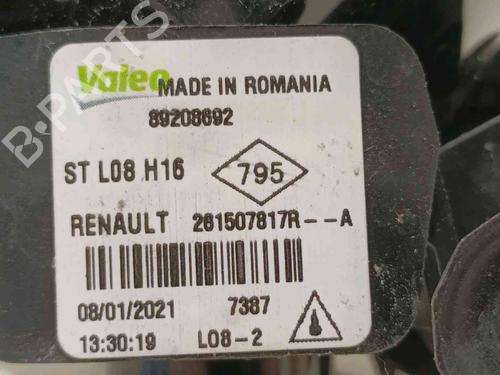 Valeo MADE IN ROMANIA
89208692
ST L08 H16 795
RENAULT 261507817R--A
08/01/2021 7387
13:30:19 L08-2
B-PARTS